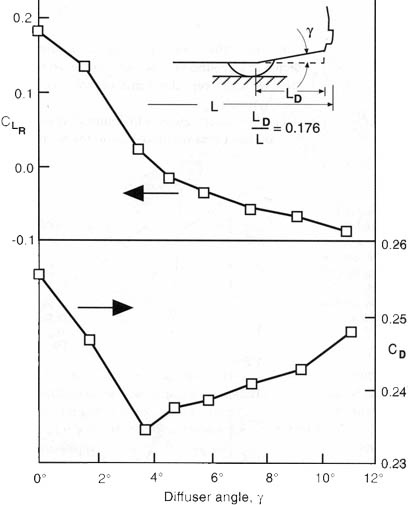 0.2
0.1
0.0
-0.1
C_LR
γ
L_D
L
L_D/L = 0.176
0.26
0.25
0.24
0.23
C_D
0° 2° 4° 6° 8° 10° 12°
Diffuser angle, γ